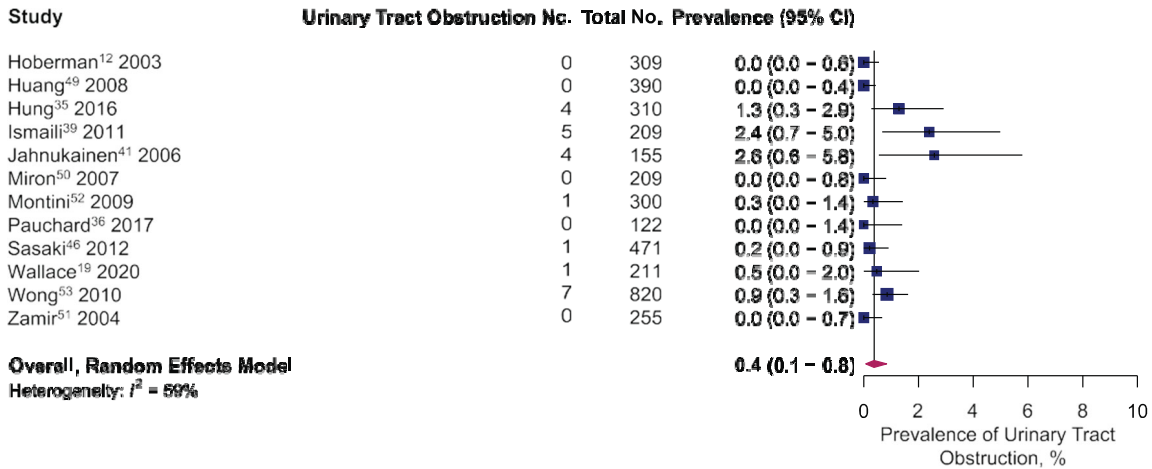 Study Urinary Tract Obstruction No. Total No. Prevalence (95% CI)
Hoberman¹² 2003 0 309 0.0 (0.0 − 0.6)
Huang⁴⁹ 2008 0 390 0.0 (0.0 − 0.4)
Hung³⁵ 2016 4 310 1.3 (0.3 − 2.9)
Ismaili³⁹ 2011 5 209 2.4 (0.7 − 5.0)
Jahnukainen⁴¹ 2006 4 155 2.6 (0.6 − 5.8)
Miron⁵⁰ 2007 0 209 0.0 (0.0 − 0.8)
Montini⁵² 2009 1 300 0.3 (0.0 − 1.4)
Pauchard³⁶ 2017 0 122 0.0 (0.0 − 1.4)
Sasaki⁴⁶ 2012 1 471 0.2 (0.0 − 0.9)
Wallace¹⁹ 2020 1 211 0.5 (0.0 − 2.0)
Wong⁵³ 2010 7 820 0.9 (0.3 − 1.6)
Zamir⁵¹ 2004 0 255 0.0 (0.0 − 0.7)
Overall, Random Effects Model 0.4 (0.1 − 0.8)
Heterogeneity: I² = 59%
0 2 4 6 8 10
Prevalence of Urinary Tract
Obstruction, %